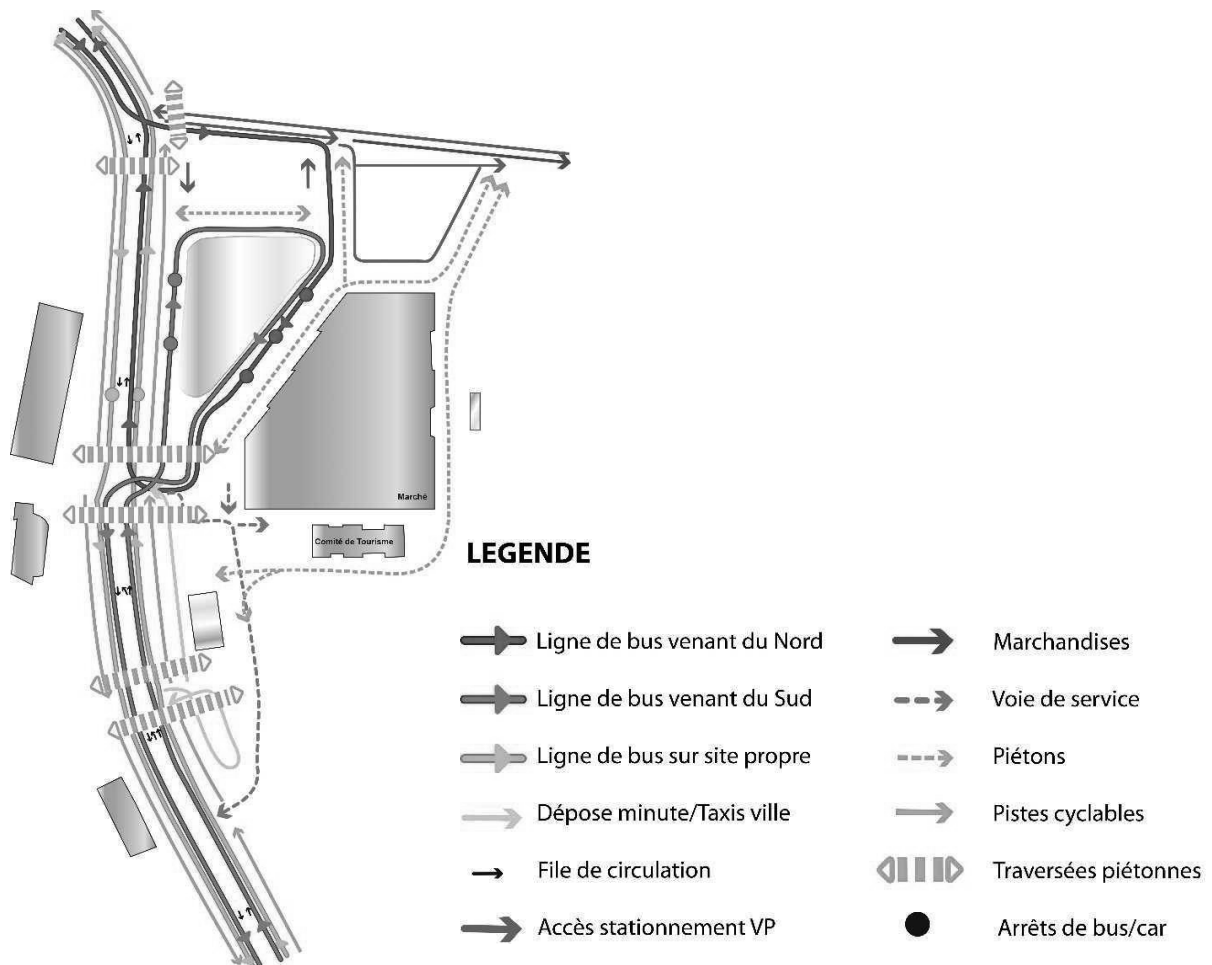 Marché
Comité de Tourisme
LEGENDE
Ligne de bus venant du Nord
Ligne de bus venant du Sud
Ligne de bus sur site propre
Dépose minute/Taxis ville
File de circulation
Accès stationnement VP
Marchandises
Voie de service
Piétons
Pistes cyclables
Traversées piétonnes
Arrêts de bus/car